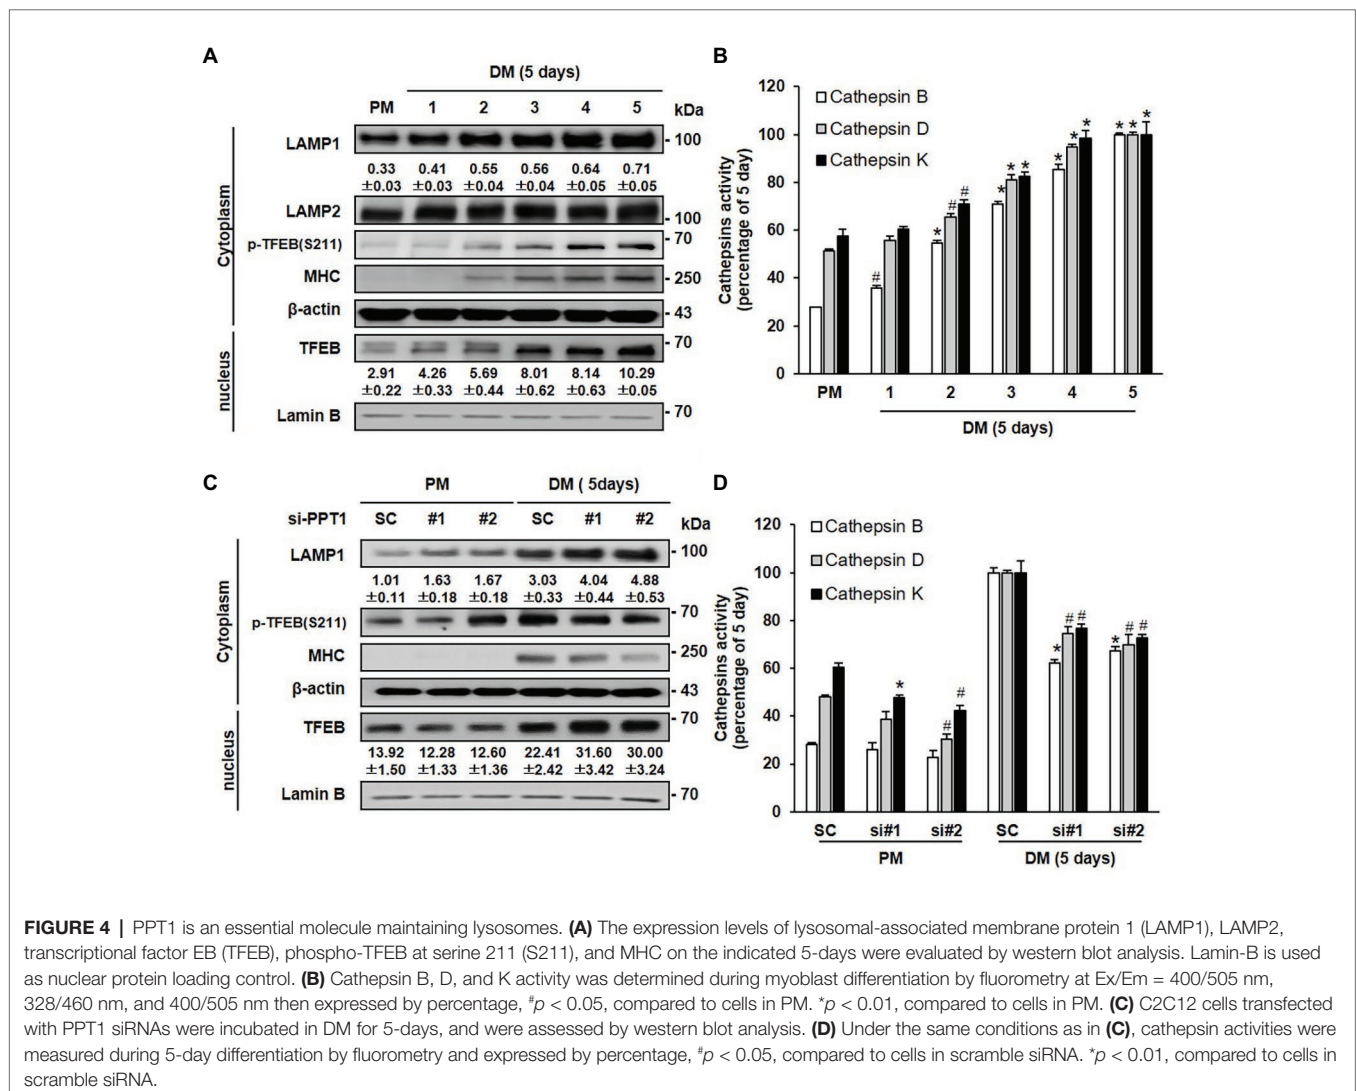 A
DM (5 days)
PM 1 2 3 4 5 kDa
Cytoplasm
LAMP1 - 100
0.33 0.41 0.55 0.56 0.64 0.71
±0.03 ±0.03 ±0.04 ±0.04 ±0.05 ±0.05
LAMP2 - 100
p-TFEB(S211) - 70
MHC - 250
β-actin - 43
nucleus
TFEB - 70
2.91 4.26 5.69 8.01 8.14 10.29
±0.22 ±0.33 ±0.44 ±0.62 ±0.63 ±0.05
Lamin B - 70
B
Cathepsins activity
(percentage of 5 day)
120
100
80
60
40
20
0
Cathepsin B
Cathepsin D
Cathepsin K
# * # # * * * * * * * * *
PM 1 2 3 4 5
DM (5 days)
C
PM DM ( 5days)
si-PPT1 SC #1 #2 SC #1 #2 kDa
Cytoplasm
LAMP1 - 100
1.01 1.63 1.67 3.03 4.04 4.88
±0.11 ±0.18 ±0.18 ±0.33 ±0.44 ±0.53
p-TFEB(S211) - 70
MHC - 250
β-actin - 43
nucleus
TFEB - 70
13.92 12.28 12.60 22.41 31.60 30.00
±1.50 ±1.33 ±1.36 ±2.42 ±3.42 ±3.24
Lamin B - 70
D
Cathepsins activity
(percentage of 5 day)
120
100
80
60
40
20
0
Cathepsin B
Cathepsin D
Cathepsin K
* # # * # # * # #
SC si#1 si#2 SC si#1 si#2
PM DM (5 days)
FIGURE 4 | PPT1 is an essential molecule maintaining lysosomes. (A) The expression levels of lysosomal-associated membrane protein 1 (LAMP1), LAMP2,
transcriptional factor EB (TFEB), phospho-TFEB at serine 211 (S211), and MHC on the indicated 5-days were evaluated by western blot analysis. Lamin-B is used
as nuclear protein loading control. (B) Cathepsin B, D, and K activity was determined during myoblast differentiation by fluorometry at Ex/Em = 400/505 nm,
328/460 nm, and 400/505 nm then expressed by percentage, #p < 0.05, compared to cells in PM. *p < 0.01, compared to cells in PM. (C) C2C12 cells transfected
with PPT1 siRNAs were incubated in DM for 5-days, and were assessed by western blot analysis. (D) Under the same conditions as in (C), cathepsin activities were
measured during 5-day differentiation by fluorometry and expressed by percentage, #p < 0.05, compared to cells in scramble siRNA. *p < 0.01, compared to cells in
scramble siRNA.